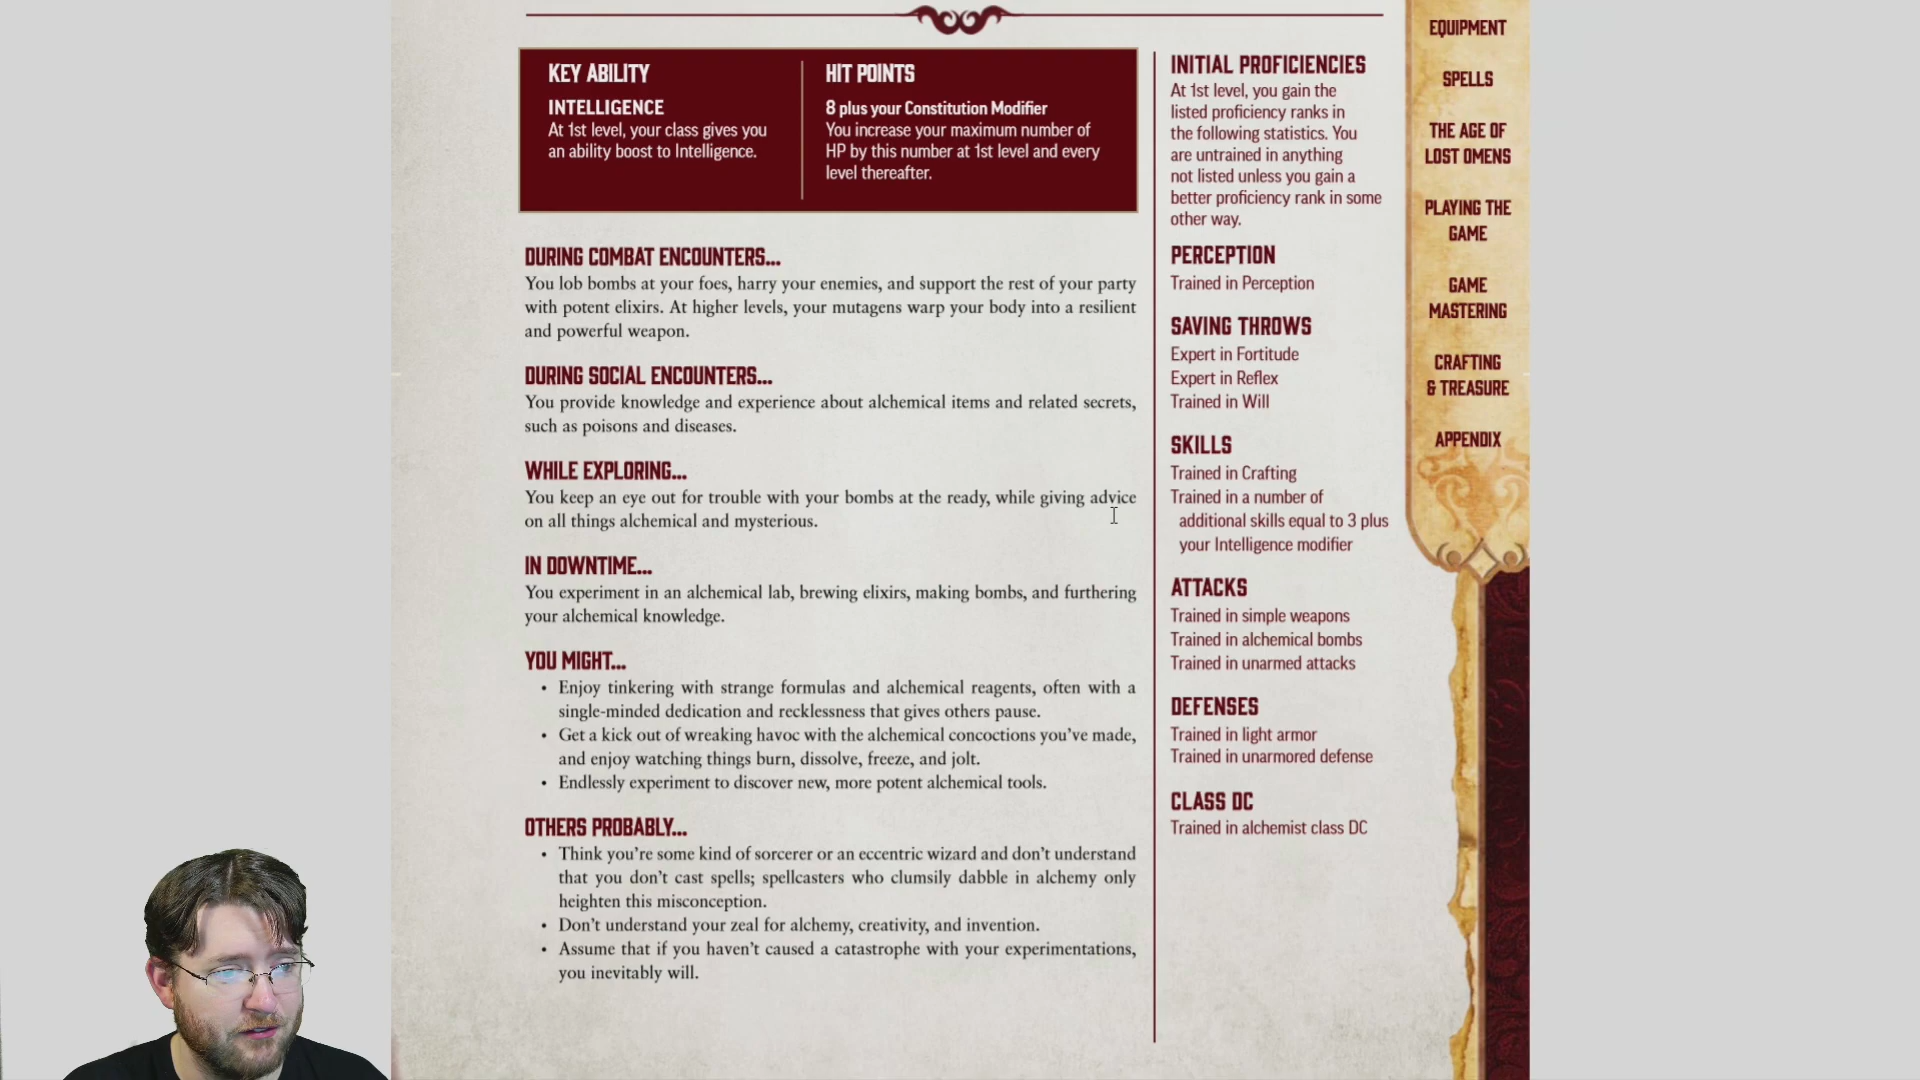 KEY ABILITY
INTELLIGENCE
At 1st level, your class gives you
an ability boost to Intelligence.
HIT POINTS
8 plus your Constitution Modifier
You increase your maximum number of
HP by this number at 1st level and every
level thereafter.
DURING COMBAT ENCOUNTERS...
You lob bombs at your foes, harry your enemies, and support the rest of your party
with potent elixirs. At higher levels, your mutagens warp your body into a resilient
and powerful weapon.
DURING SOCIAL ENCOUNTERS...
You provide knowledge and experience about alchemical items and related secrets,
such as poisons and diseases.
WHILE EXPLORING...
You keep an eye out for trouble with your bombs at the ready, while giving advice
on all things alchemical and mysterious.
IN DOWNTIME...
You experiment in an alchemical lab, brewing elixirs, making bombs, and furthering
your alchemical knowledge.
YOU MIGHT...
• Enjoy tinkering with strange formulas and alchemical reagents, often with a
single-minded dedication and recklessness that gives others pause.
• Get a kick out of wreaking havoc with the alchemical concoctions you’ve made,
and enjoy watching things burn, dissolve, freeze, and jolt.
• Endlessly experiment to discover new, more potent alchemical tools.
OTHERS PROBABLY...
• Think you’re some kind of sorcerer or an eccentric wizard and don’t understand
that you don’t cast spells; spellcasters who clumsily dabble in alchemy only
heighten this misconception.
• Don’t understand your zeal for alchemy, creativity, and invention.
• Assume that if you haven’t caused a catastrophe with your experimentations,
you inevitably will.
INITIAL PROFICIENCIES
At 1st level, you gain the
listed proficiency ranks in
the following statistics. You
are untrained in anything
not listed unless you gain a
better proficiency rank in some
other way.
PERCEPTION
Trained in Perception
SAVING THROWS
Expert in Fortitude
Expert in Reflex
Trained in Will
SKILLS
Trained in Crafting
Trained in a number of
additional skills equal to 3 plus
your Intelligence modifier
ATTACKS
Trained in simple weapons
Trained in alchemical bombs
Trained in unarmed attacks
DEFENSES
Trained in light armor
Trained in unarmored defense
CLASS DC
Trained in alchemist class DC
EQUIPMENT
SPELLS
THE AGE OF
LOST OMENS
PLAYING THE
GAME
GAME
MASTERING
CRAFTING
& TREASURE
APPENDIX